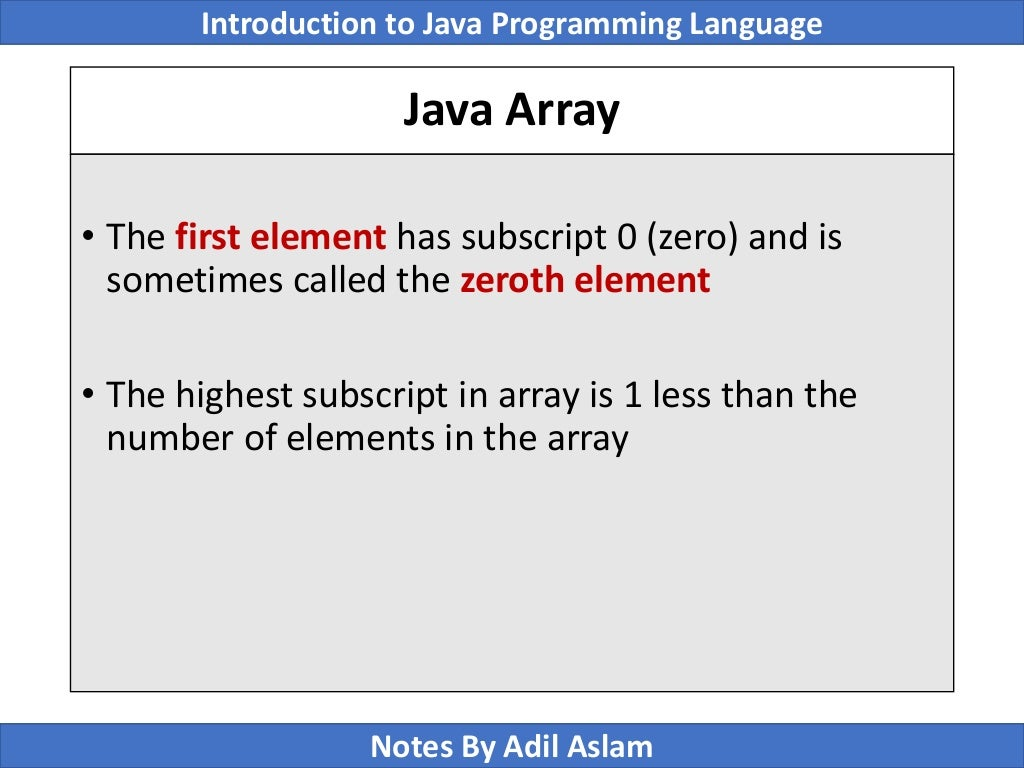 Introduction to Java Programming Language
Java Array
• The first element has subscript 0 (zero) and is
sometimes called the zeroth element
• The highest subscript in array is 1 less than the
number of elements in the array
Notes By Adil Aslam